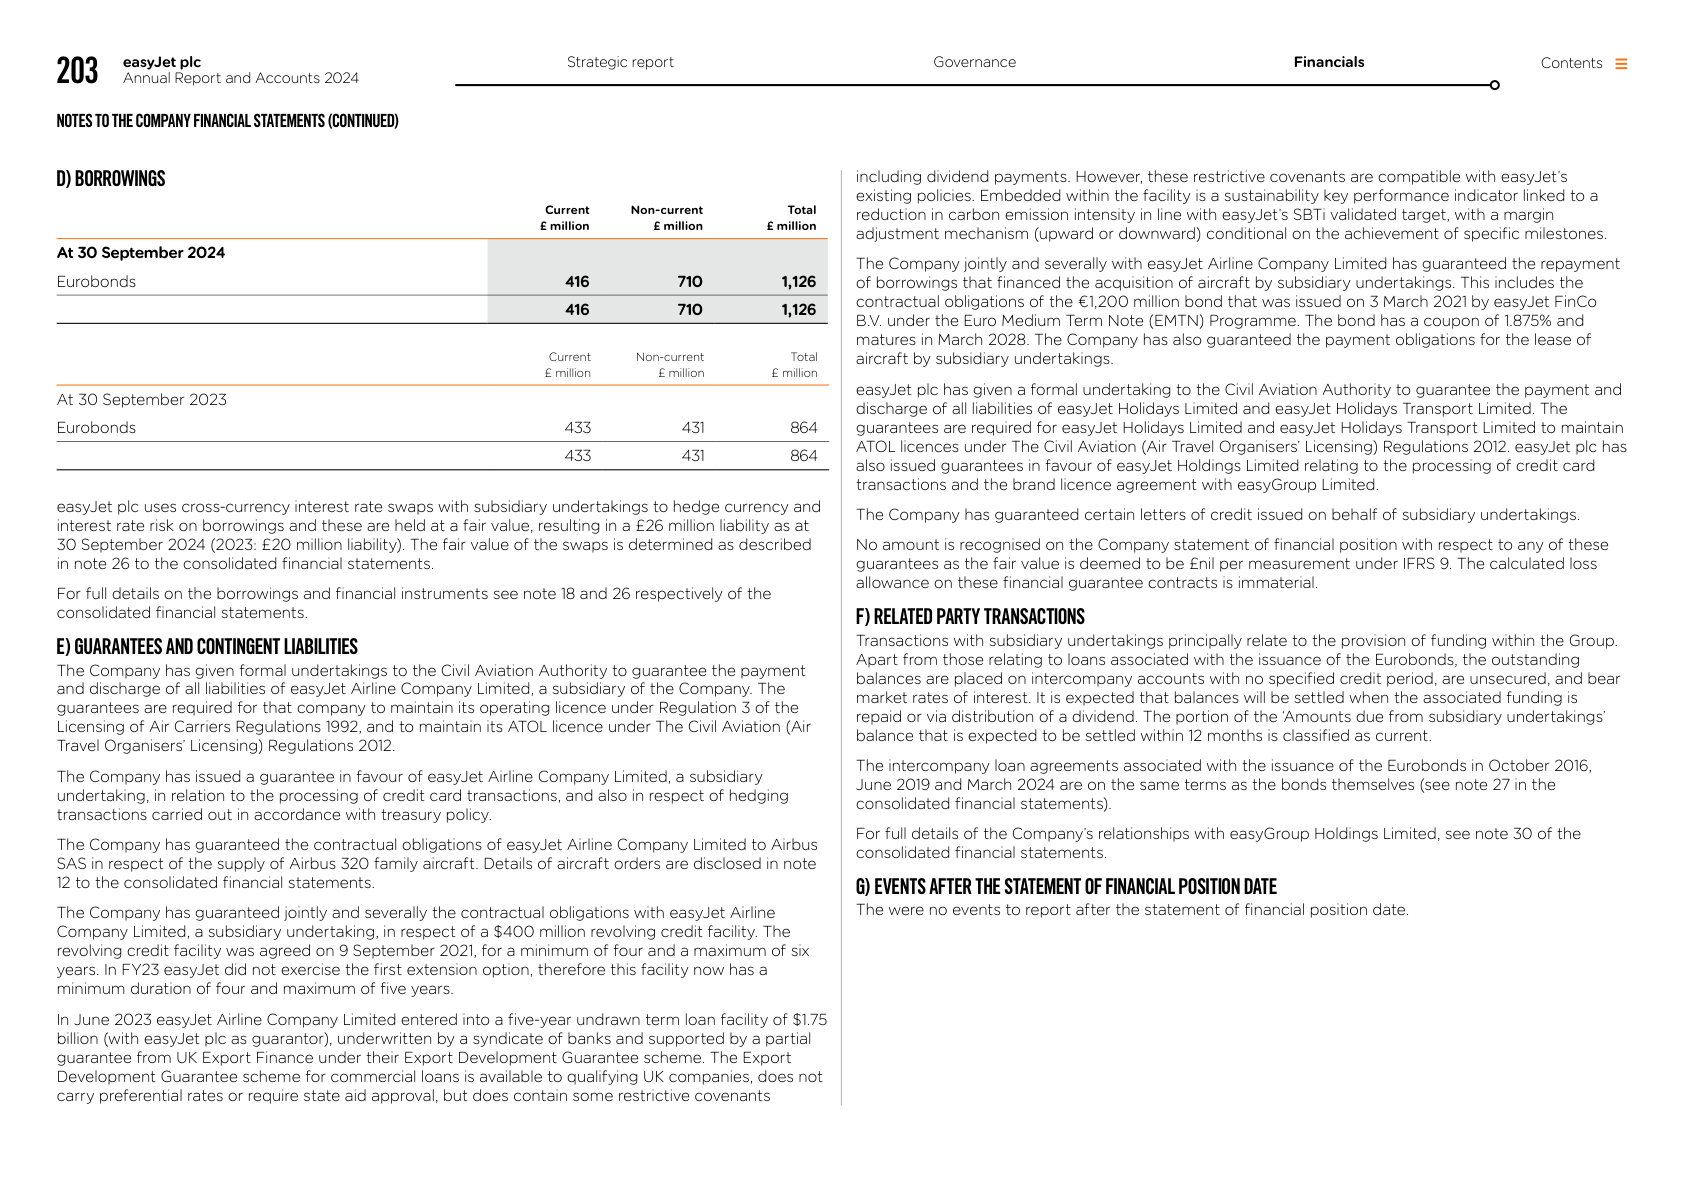 203
easyJet plc
Annual Report and Accounts 2024
Strategic report
Governance
Financials
Contents
NOTES TO THE COMPANY FINANCIAL STATEMENTS (CONTINUED)
D) BORROWINGS
Current Non-current Total
£ million £ million £ million
At 30 September 2024
Eurobonds 416 710 1,126
416 710 1,126
Current Non-current Total
£ million £ million £ million
At 30 September 2023
Eurobonds 433 431 864
433 431 864
easyJet plc uses cross-currency interest rate swaps with subsidiary undertakings to hedge currency and
interest rate risk on borrowings and these are held at a fair value, resulting in a £26 million liability as at
30 September 2024 (2023: £20 million liability). The fair value of the swaps is determined as described
in note 26 to the consolidated financial statements.
For full details on the borrowings and financial instruments see note 18 and 26 respectively of the
consolidated financial statements.
E) GUARANTEES AND CONTINGENT LIABILITIES
The Company has given formal undertakings to the Civil Aviation Authority to guarantee the payment
and discharge of all liabilities of easyJet Airline Company Limited, a subsidiary of the Company. The
guarantees are required for that company to maintain its operating licence under Regulation 3 of the
Licensing of Air Carriers Regulations 1992, and to maintain its ATOL licence under The Civil Aviation (Air
Travel Organisers' Licensing) Regulations 2012.
The Company has issued a guarantee in favour of easyJet Airline Company Limited, a subsidiary
undertaking, in relation to the processing of credit card transactions, and also in respect of hedging
transactions carried out in accordance with treasury policy.
The Company has guaranteed the contractual obligations of easyJet Airline Company Limited to Airbus
SAS in respect of the supply of Airbus 320 family aircraft. Details of aircraft orders are disclosed in note
12 to the consolidated financial statements.
The Company has guaranteed jointly and severally the contractual obligations with easyJet Airline
Company Limited, a subsidiary undertaking, in respect of a $400 million revolving credit facility. The
revolving credit facility was agreed on 9 September 2021, for a minimum of four and a maximum of six
years. In FY23 easyJet did not exercise the first extension option, therefore this facility now has a
minimum duration of four and maximum of five years.
In June 2023 easyJet Airline Company Limited entered into a five-year undrawn term loan facility of $1.75
billion (with easyJet plc as guarantor), underwritten by a syndicate of banks and supported by a partial
guarantee from UK Export Finance under their Export Development Guarantee scheme. The Export
Development Guarantee scheme for commercial loans is available to qualifying UK companies, does not
carry preferential rates or require state aid approval, but does contain some restrictive covenants
including dividend payments. However, these restrictive covenants are compatible with easyJet's
existing policies. Embedded within the facility is a sustainability key performance indicator linked to a
reduction in carbon emission intensity in line with easyJet's SBTi validated target, with a margin
adjustment mechanism (upward or downward) conditional on the achievement of specific milestones.
The Company jointly and severally with easyJet Airline Company Limited has guaranteed the repayment
of borrowings that financed the acquisition of aircraft by subsidiary undertakings. This includes the
contractual obligations of the €1,200 million bond that was issued on 3 March 2021 by easyJet FinCo
B.V. under the Euro Medium Term Note (EMTN) Programme. The bond has a coupon of 1.875% and
matures in March 2028. The Company has also guaranteed the payment obligations for the lease of
aircraft by subsidiary undertakings.
easyJet plc has given a formal undertaking to the Civil Aviation Authority to guarantee the payment and
discharge of all liabilities of easyJet Holidays Limited and easyJet Holidays Transport Limited. The
guarantees are required for easyJet Holidays Limited and easyJet Holidays Transport Limited to maintain
ATOL licences under The Civil Aviation (Air Travel Organisers' Licensing) Regulations 2012. easyJet plc has
also issued guarantees in favour of easyJet Holdings Limited relating to the processing of credit card
transactions and the brand licence agreement with easyGroup Limited.
The Company has guaranteed certain letters of credit issued on behalf of subsidiary undertakings.
No amount is recognised on the Company statement of financial position with respect to any of these
guarantees as the fair value is deemed to be £nil per measurement under IFRS 9. The calculated loss
allowance on these financial guarantee contracts is immaterial.
F) RELATED PARTY TRANSACTIONS
Transactions with subsidiary undertakings principally relate to the provision of funding within the Group.
Apart from those relating to loans associated with the issuance of the Eurobonds, the outstanding
balances are placed on intercompany accounts with no specified credit period, are unsecured, and bear
market rates of interest. It is expected that balances will be settled when the associated funding is
repaid or via distribution of a dividend. The portion of the 'Amounts due from subsidiary undertakings'
balance that is expected to be settled within 12 months is classified as current.
The intercompany loan agreements associated with the issuance of the Eurobonds in October 2016,
June 2019 and March 2024 are on the same terms as the bonds themselves (see note 27 in the
consolidated financial statements).
For full details of the Company's relationships with easyGroup Holdings Limited, see note 30 of the
consolidated financial statements.
G) EVENTS AFTER THE STATEMENT OF FINANCIAL POSITION DATE
The were no events to report after the statement of financial position date.